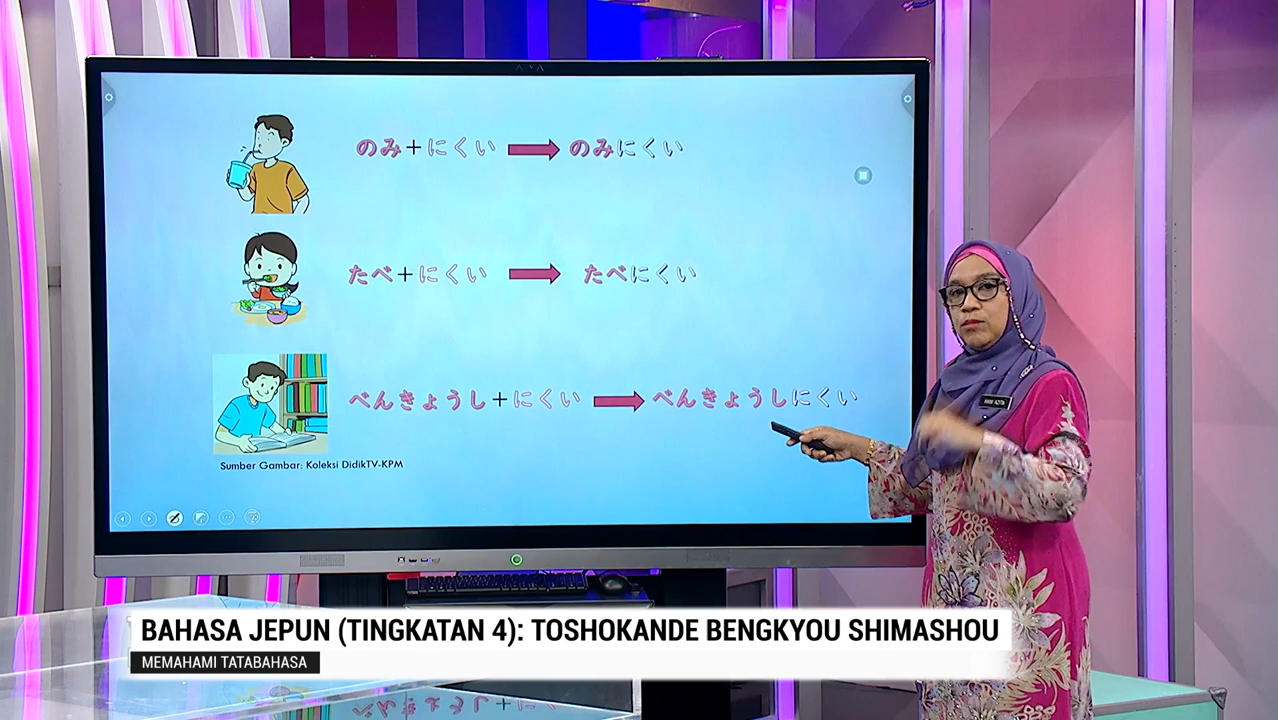 のみ+にくい のみにくい
たべ+にくい たべにくい
べんきょうし+にくい べんきょうしにくい
Sumber Gambar: Koleksi DidikTV-KPM
BAHASA JEPUN (TINGKATAN 4): TOSHOKANDE BENGKYOU SHIMASHOU
MEMAHAMI TATABAHASA